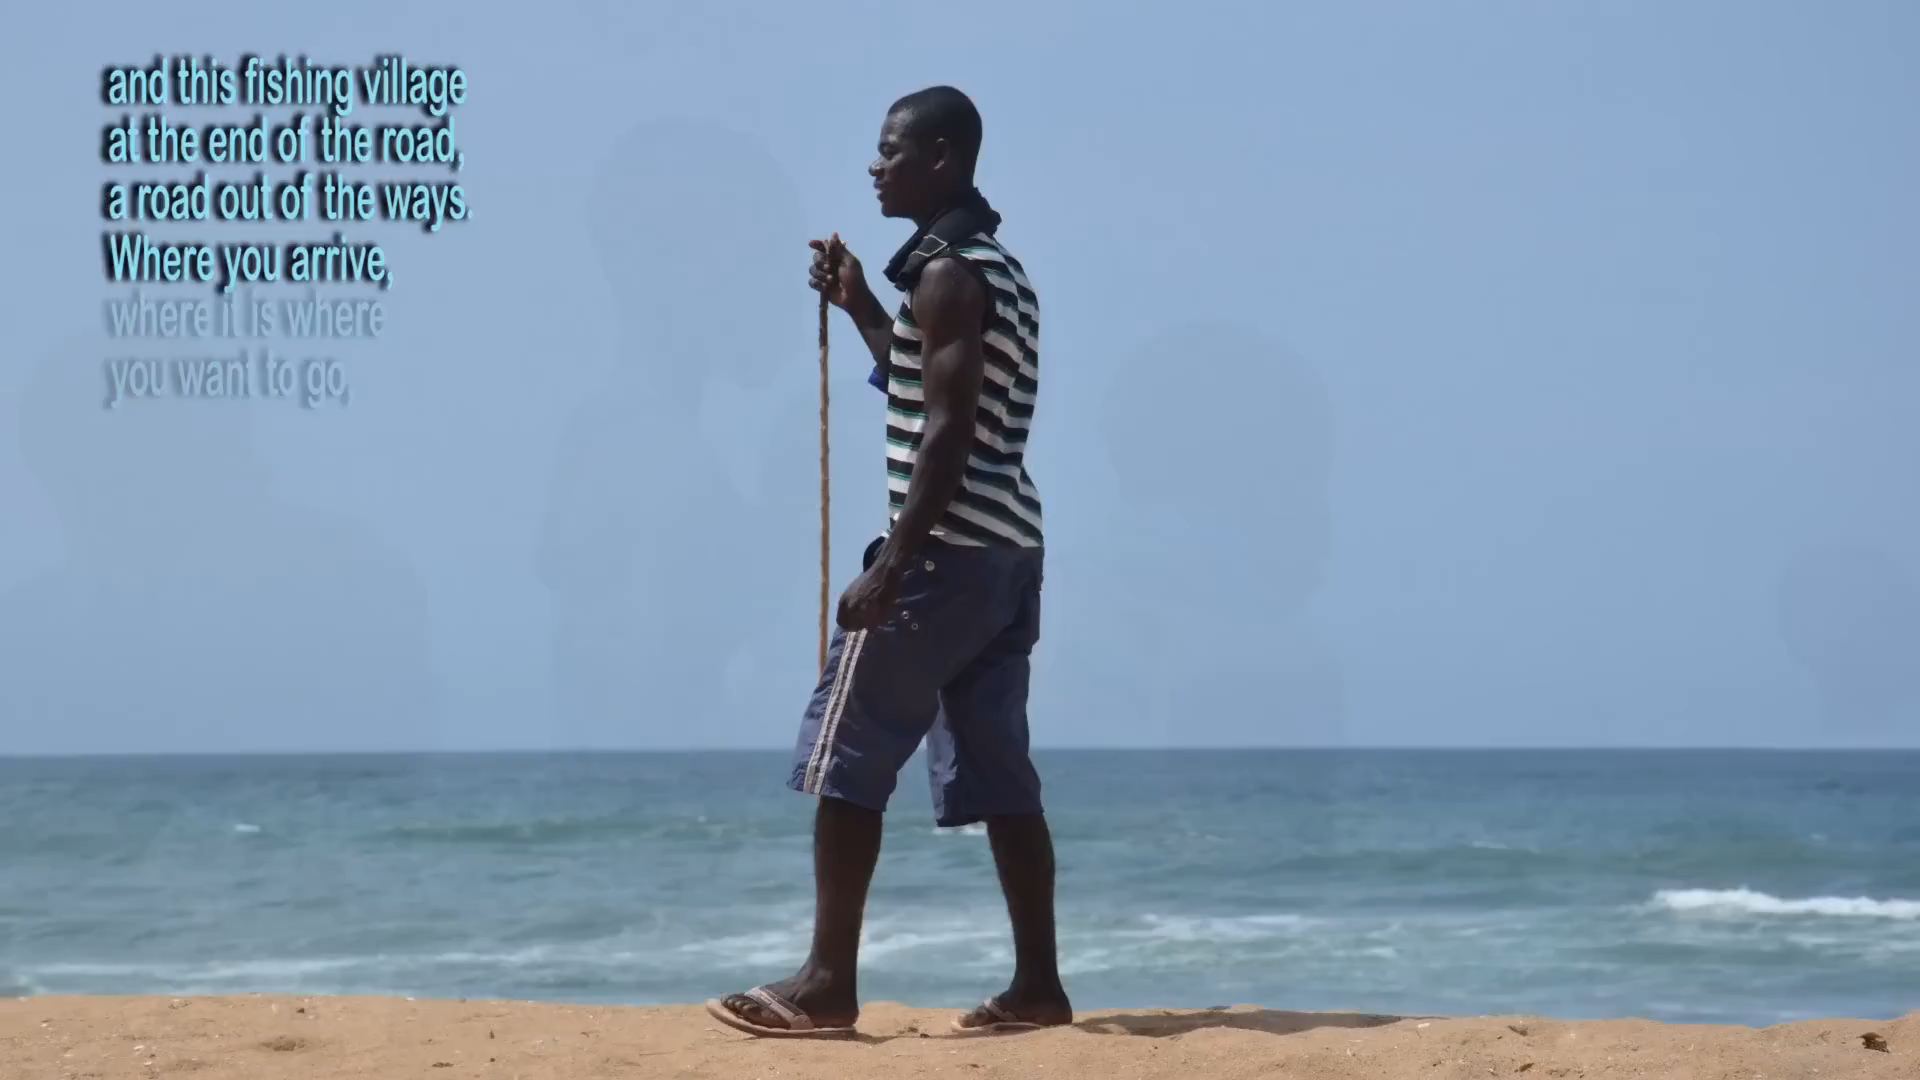 and this fishing village
at the end of the road,
a road out of the ways.
Where you arrive,
where it is where
you want to go,